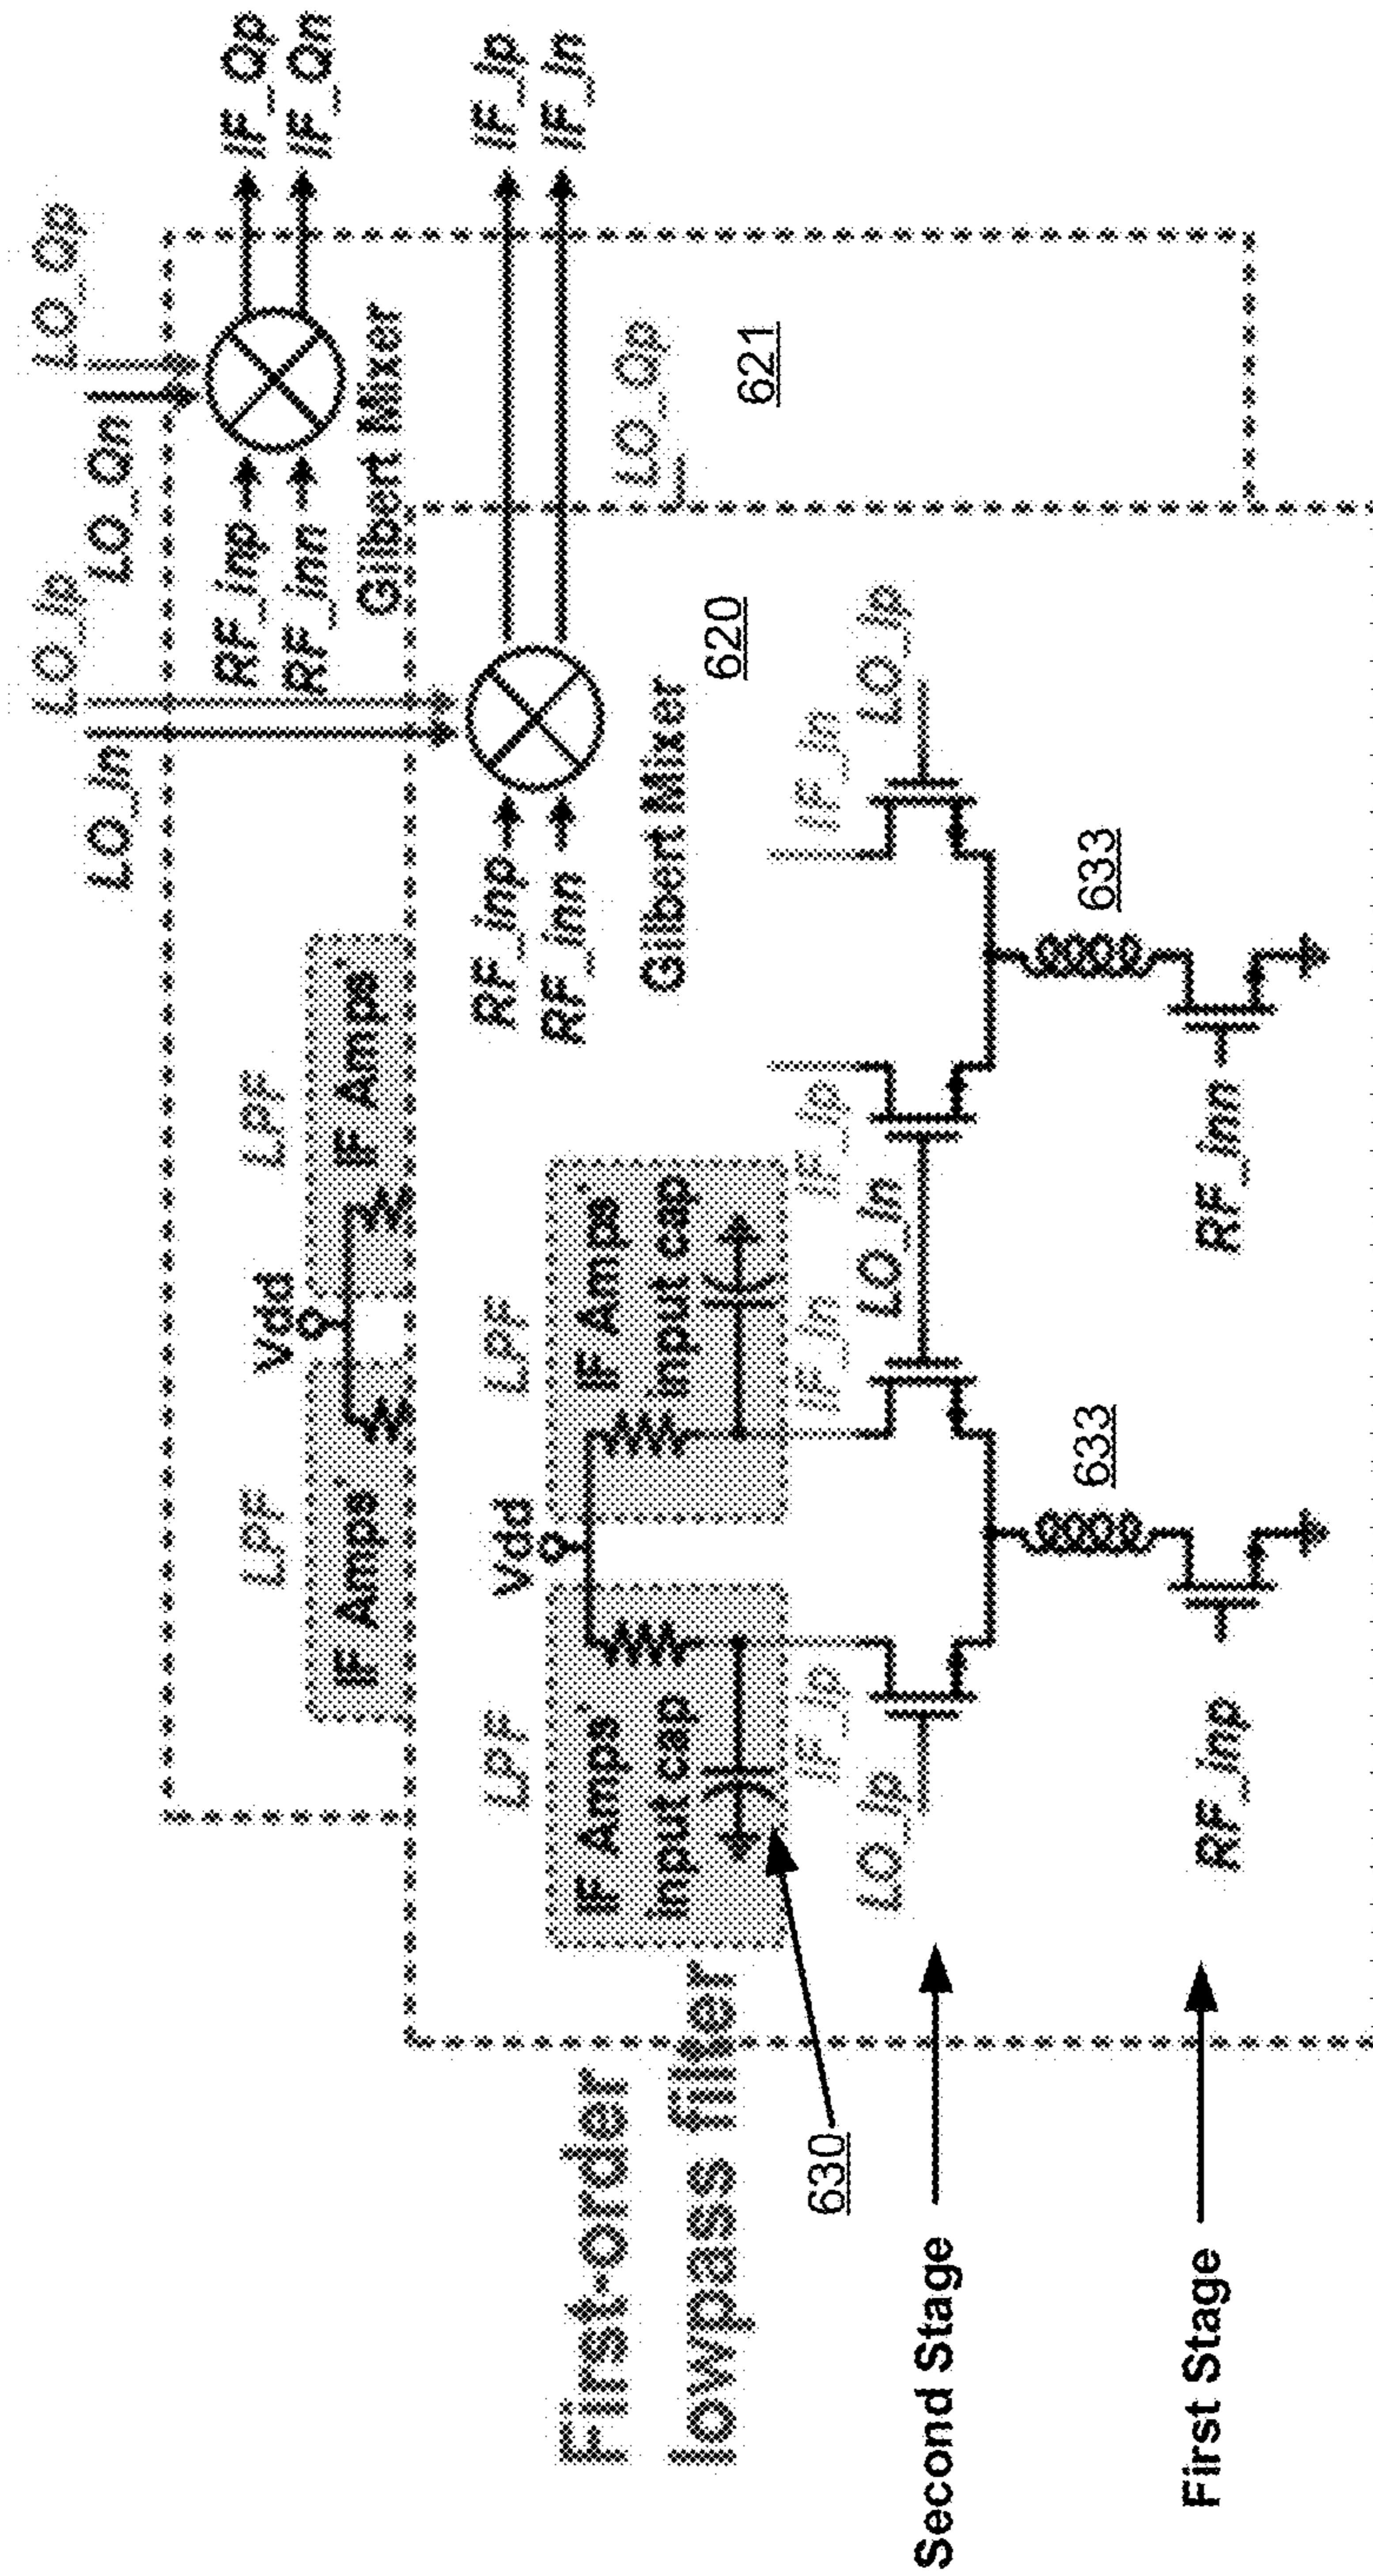 LO_Ip
LO_Qp
LO_In
LO_Qn
RF_inp
IF_Qp
RF_inn
IF_Qn
Gilbert Mixer
Vdd
LPF
LPF
IF Amps'
IF Amps'
RF_inp
IF_Ip
RF_inn
IF_In
Gilbert Mixer
LO_Qp
620
621
First-order
lowpass filter
LPF
Vdd
LPF
IF Amps'
input cap
IF Amps'
input cap
630
IF_Ip
IF_In
IF_Ip
IF_In
LO_Ip
LO_In
LO_Ip
Second Stage
633
633
First Stage
RF_inp
RF_inn